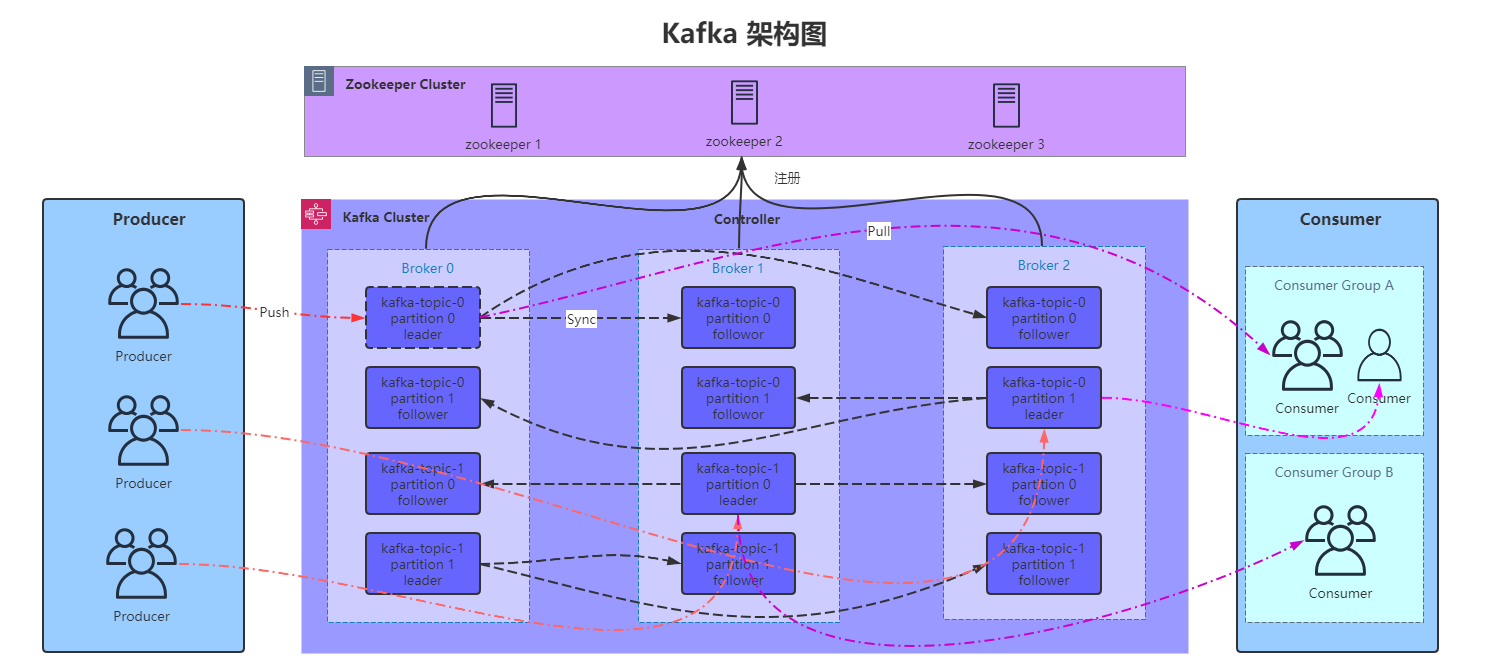 Kafka 架构图
Zookeeper Cluster
zookeeper 1
zookeeper 2
zookeeper 3
注册
Producer
Producer
Producer
Producer
Push
Kafka Cluster
Controller
Pull
Sync
Broker 0
kafka-topic-0
partition 0
leader
kafka-topic-0
partition 1
follower
kafka-topic-1
partition 0
follower
kafka-topic-1
partition 1
leader
Broker 1
kafka-topic-0
partition 0
followor
kafka-topic-0
partition 1
followor
kafka-topic-1
partition 0
leader
kafka-topic-1
partition 1
follower
Broker 2
kafka-topic-0
partition 0
follower
kafka-topic-0
partition 1
leader
kafka-topic-1
partition 0
follower
kafka-topic-1
partition 1
follower
Consumer
Consumer Group A
Consumer
Consumer
Consumer Group B
Consumer